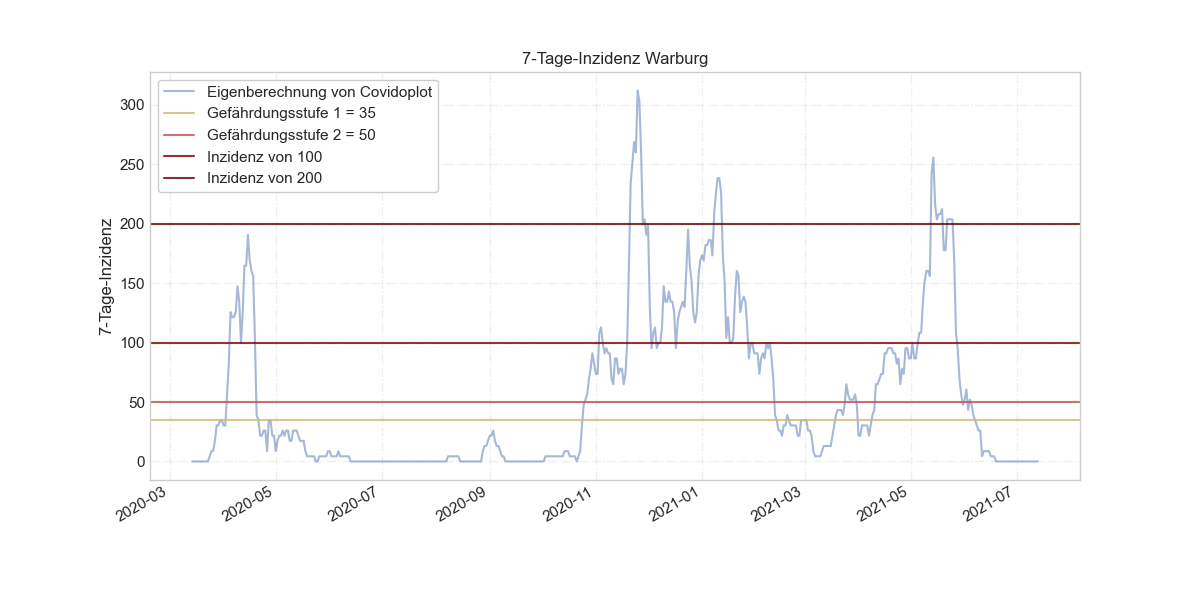 7-Tage-Inzidenz Warburg
Eigenberechnung von Covidoplot
Gefährdungsstufe 1 = 35
Gefährdungsstufe 2 = 50
Inzidenz von 100
Inzidenz von 200
7-Tage-Inzidenz
300
250
200
150
100
50
0
2020-03
2020-05
2020-07
2020-09
2020-11
2021-01
2021-03
2021-05
2021-07